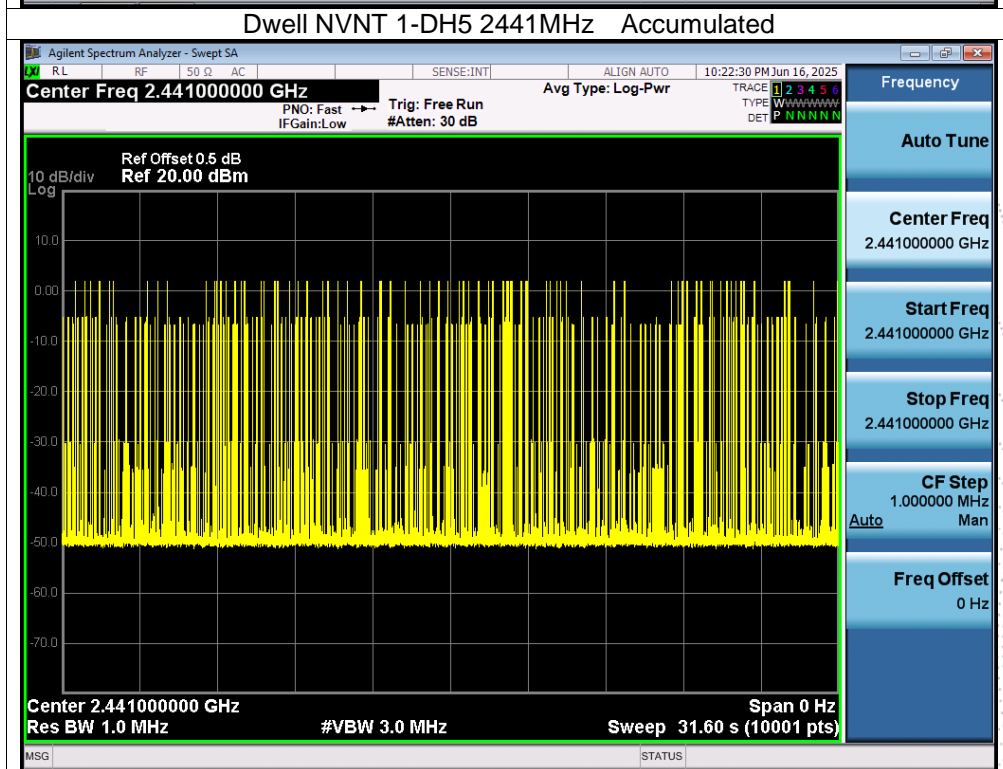 Dwell NVNT 1-DH5 2441MHz Accumulated
Agilent Spectrum Analyzer - Swept SA
LXI RL RF 50 Ω AC SENSE:INT ALIGN AUTO 10:22:30 PM Jun 16, 2025
Center Freq 2.441000000 GHz
PNO: Fast
IFGain:Low
Trig: Free Run
#Atten: 30 dB
Avg Type: Log-Pwr
TRACE 1 2 3 4 5 6
TYPE WWWWWW
DET P N N N N N
Frequency
Auto Tune
Center Freq
2.441000000 GHz
Start Freq
2.441000000 GHz
Stop Freq
2.441000000 GHz
CF Step
1.000000 MHz
Auto Man
Freq Offset
0 Hz
Ref Offset 0.5 dB
10 dB/div Ref 20.00 dBm
Log
10.0
0.00
-10.0
-20.0
-30.0
-40.0
-50.0
-60.0
-70.0
Center 2.441000000 GHz Span 0 Hz
Res BW 1.0 MHz #VBW 3.0 MHz Sweep 31.60 s (10001 pts)
MSG STATUS